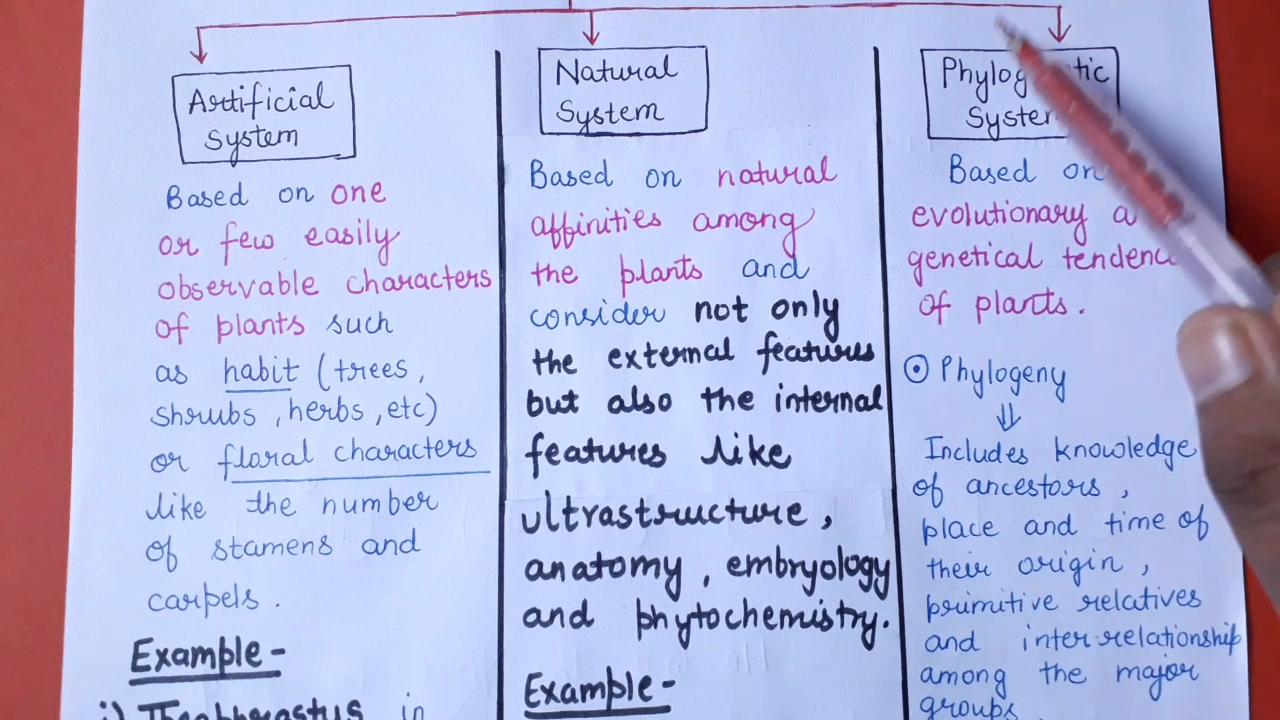 Artificial
System
Based on one
or few easily
observable characters
of plants such
as habit (trees,
shrubs, herbs, etc)
or floral characters
like the number
of stamens and
carpels.
Example-
i) Theophrastus in
Natural
System
Based on natural
affinities among
the plants and
consider not only
the external features
but also the internal
features like
ultrastructure,
anatomy, embryology
and phytochemistry.
Example-
System
Based on
evolutionary
genetical
of plants.
Phylogeny
Includes knowledge
of ancestors,
place and time of
their origin,
primitive relatives
and inter-relationship
among the major
groups